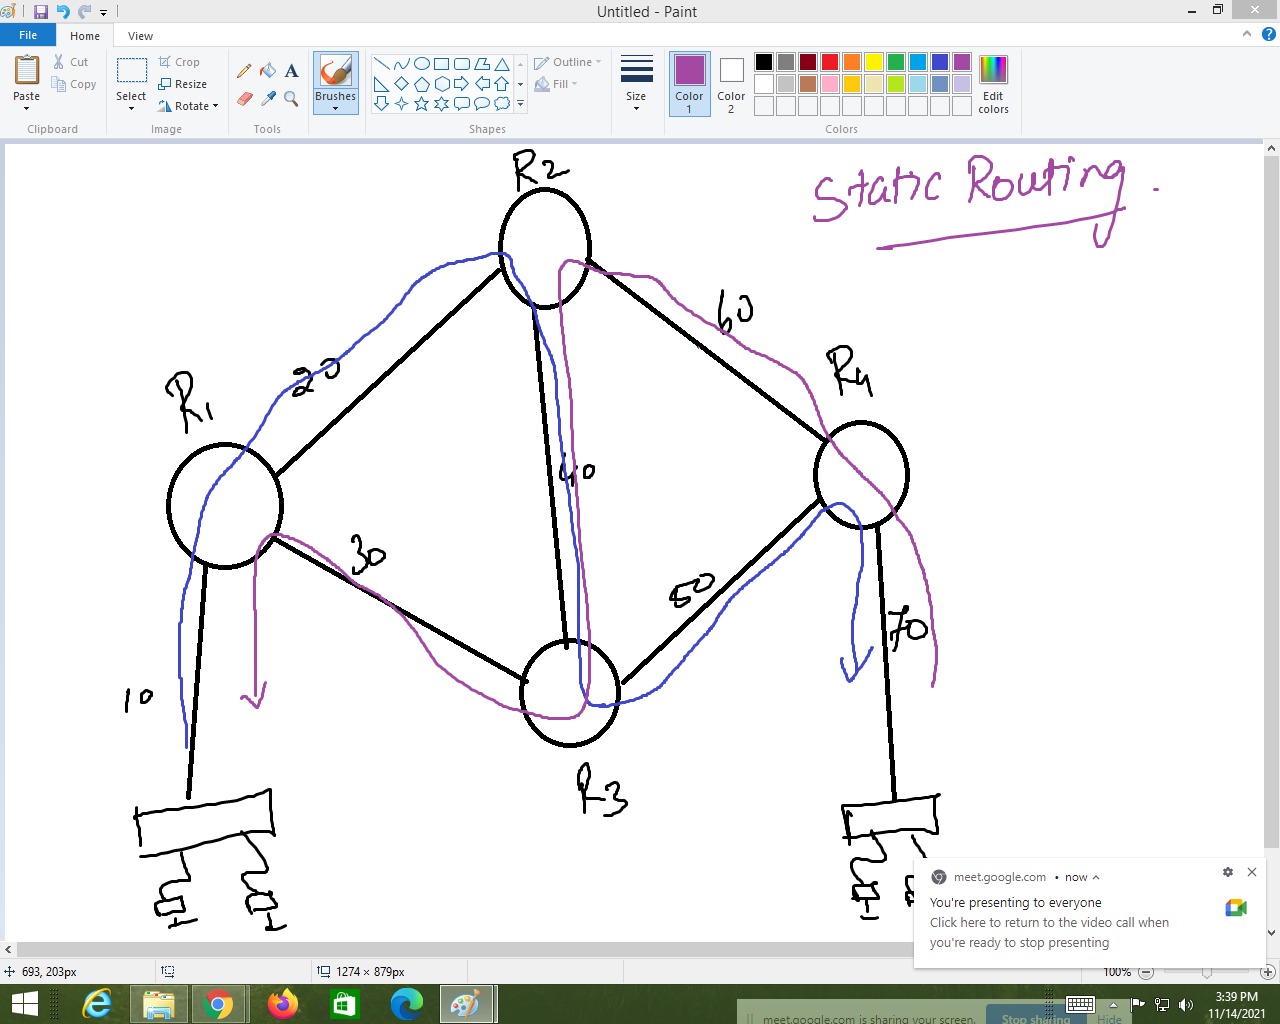 Untitled - Paint
File Home View
Paste
Cut
Copy
Clipboard
Select
Crop
Resize
Rotate
Image
A
Tools
Brushes
Shapes
Outline
Fill
Size
Color 1
Color 2
Edit colors
Colors
R2
Static Routing.
60
R4
20
R1
40
30
50
70
10
R3
meet.google.com • now
You're presenting to everyone
Click here to return to the video call when
you're ready to stop presenting
693, 203px
1274 × 879px
100%
3:39 PM
11/14/2021
meet.google.com is sharing your screen.
Stop sharing
Hide